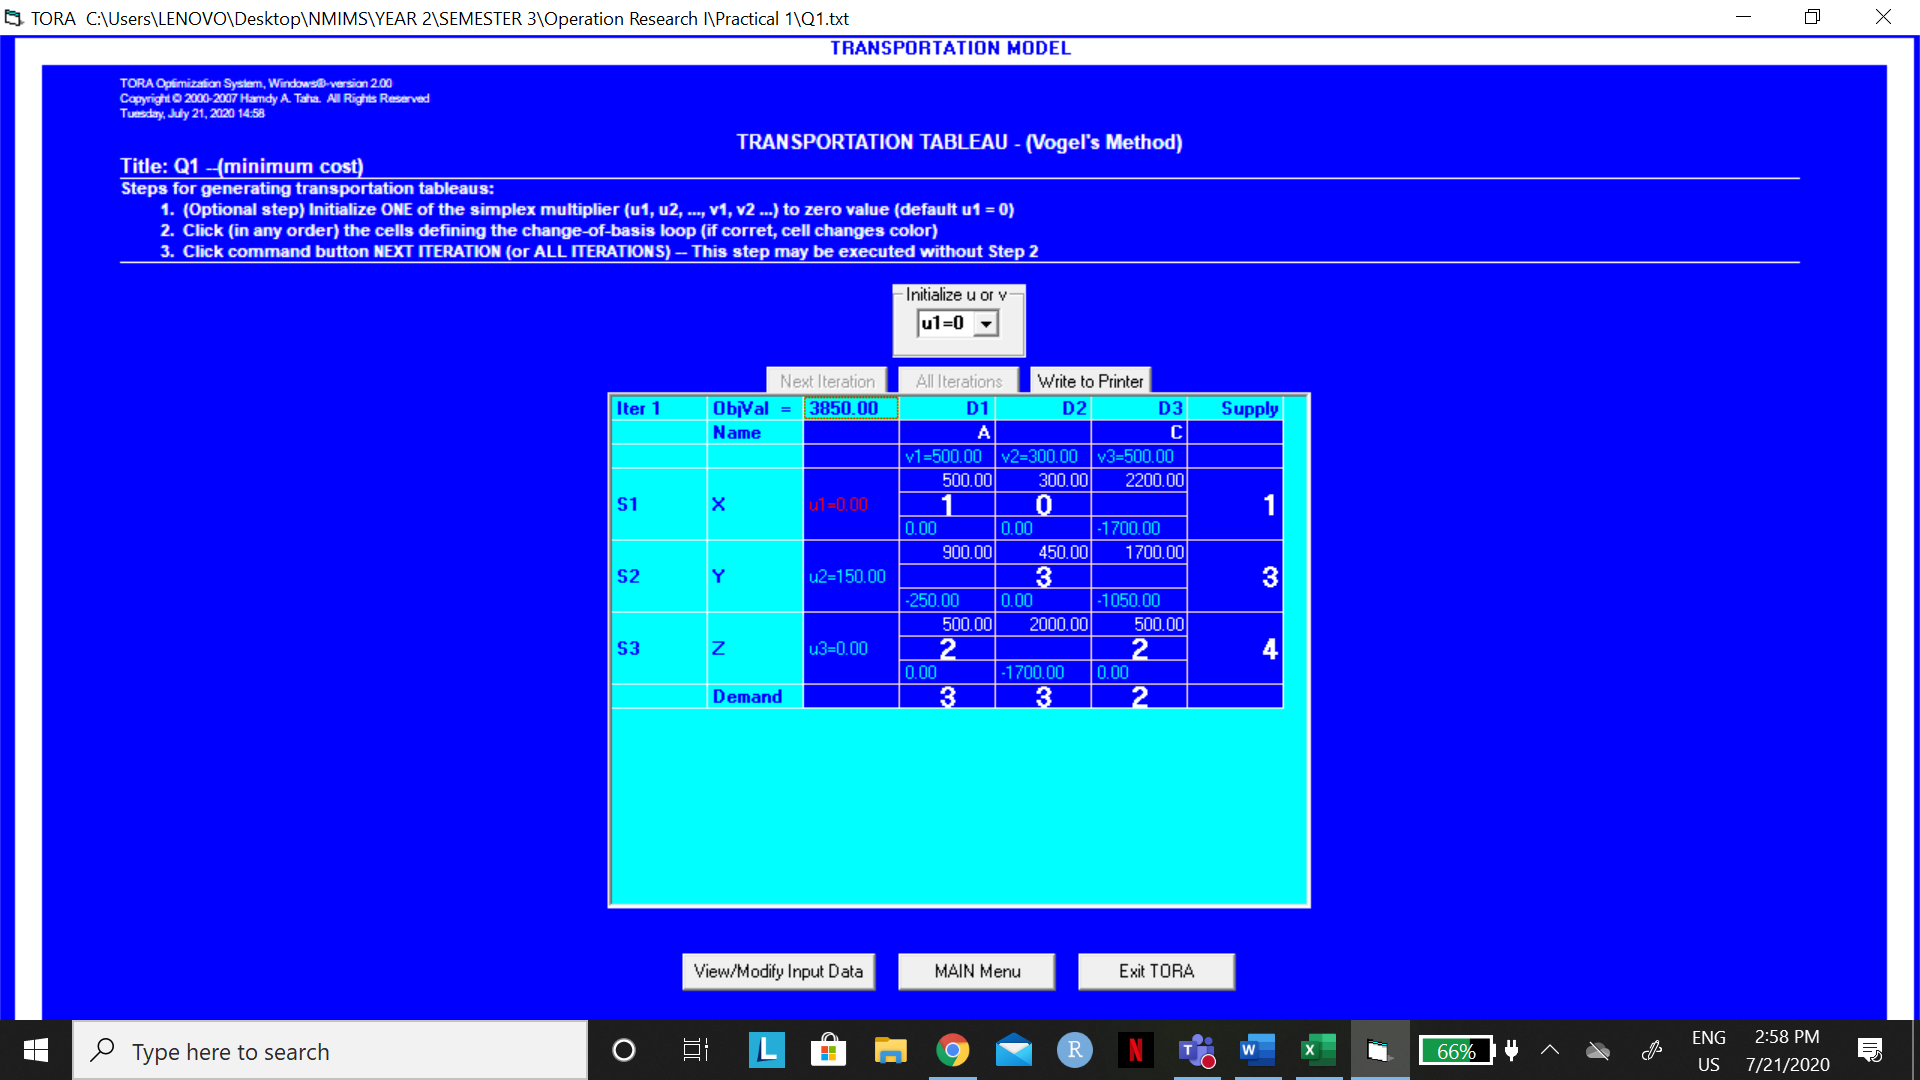 TORA C:\Users\LENOVO\Desktop\NMIMS\YEAR 2\SEMESTER 3\Operation Research I\Practical 1\Q1.txt
TRANSPORTATION MODEL
TORA Optimization System, Windows®-version 2.00
Copyright © 2000-2007 Hamdy A. Taha. All Rights Reserved
Tuesday, July 21, 2020 14:58
TRANSPORTATION TABLEAU - (Vogel's Method)
Title: Q1 --(minimum cost)
Steps for generating transportation tableaus:
1. (Optional step) Initialize ONE of the simplex multiplier (u1, u2, ..., v1, v2 ...) to zero value (default u1 = 0)
2. Click (in any order) the cells defining the change-of-basis loop (if corret, cell changes color)
3. Click command button NEXT ITERATION (or ALL ITERATIONS) -- This step may be executed without Step 2
Initialize u or v
u1=0
Next Iteration All Iterations Write to Printer
Iter 1 ObjVal = 3850.00 D1 D2 D3 Supply
Name A C
v1=500.00 v2=300.00 v3=500.00
500.00 300.00 2200.00
S1 X u1=0.00 1 0 1
0.00 0.00 -1700.00
900.00 450.00 1700.00
S2 Y u2=150.00 3 3
-250.00 0.00 -1050.00
500.00 2000.00 500.00
S3 Z u3=0.00 2 2 4
0.00 -1700.00 0.00
Demand 3 3 2
View/Modify Input Data MAIN Menu Exit TORA
Type here to search
L
R
N
T
W
X
66%
ENG
US
2:58 PM
7/21/2020